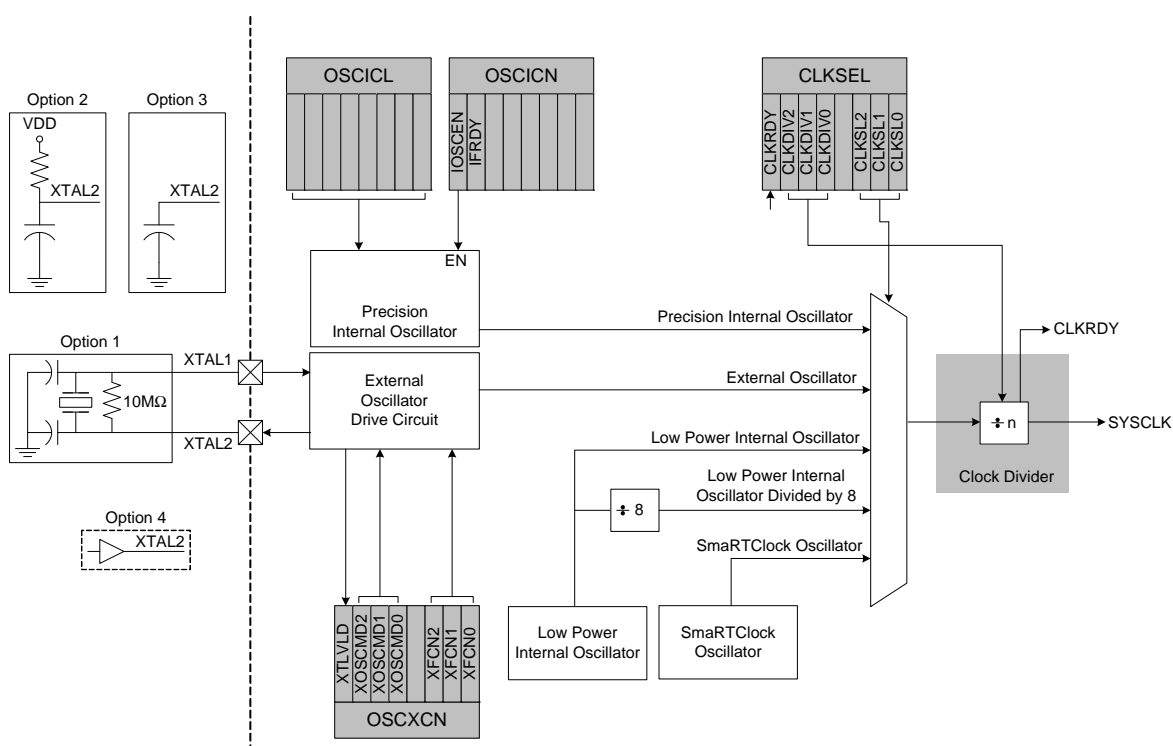 OSCICL
OSCICN
CLKSEL
IOSCEN
IFRDY
CLKRDY
CLKDIV2
CLKDIV1
CLKDIV0
CLKSL2
CLKSL1
CLKSL0
Option 2
Option 3
VDD
XTAL2
XTAL2
EN
Precision
Internal Oscillator
Precision Internal Oscillator
CLKRDY
Option 1
XTAL1
10MΩ
XTAL2
External
Oscillator
Drive Circuit
External Oscillator
÷ n
SYSCLK
Clock Divider
Low Power Internal Oscillator
Low Power Internal
Oscillator Divided by 8
÷ 8
SmaRTClock Oscillator
Option 4
XTAL2
Low Power
Internal Oscillator
SmaRTClock
Oscillator
XTLVLD
XOSCMD2
XOSCMD1
XOSCMD0
XFCN2
XFCN1
XFCN0
OSCXCN